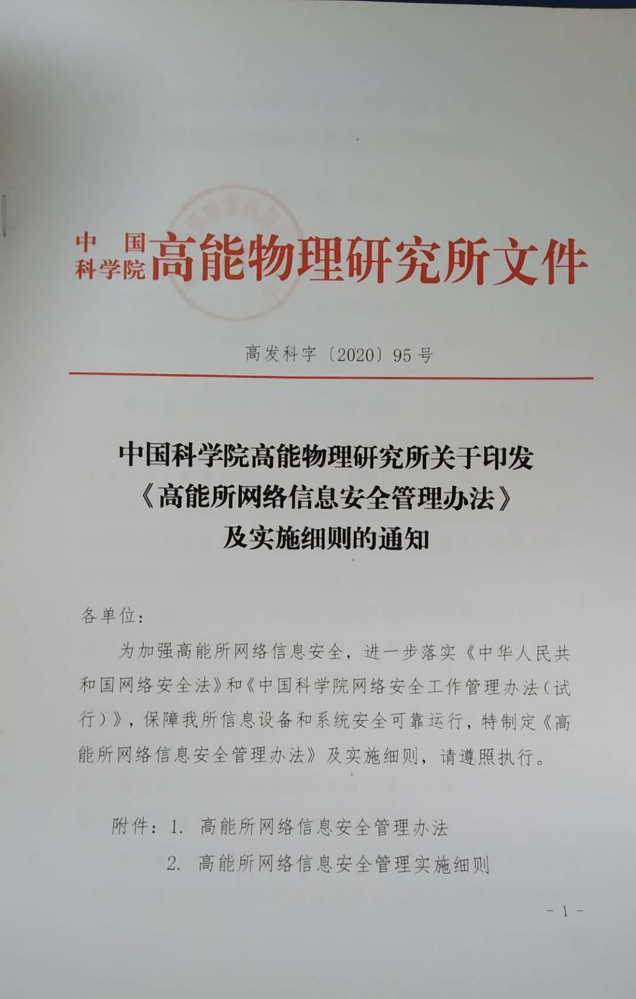 中国
科学院
高能物理研究所文件
高发科字〔2020〕95号
中国科学院高能物理研究所关于印发
《高能所网络信息安全管理办法》
及实施细则的通知
各单位：
为加强高能所网络信息安全，进一步落实《中华人民共
和国网络安全法》和《中国科学院网络安全工作管理办法（试
行）》，保障我所信息设备和系统安全可靠运行，特制定《高
能所网络信息安全管理办法》及实施细则，请遵照执行。
附件：1. 高能所网络信息安全管理办法
2. 高能所网络信息安全管理实施细则
- 1 -